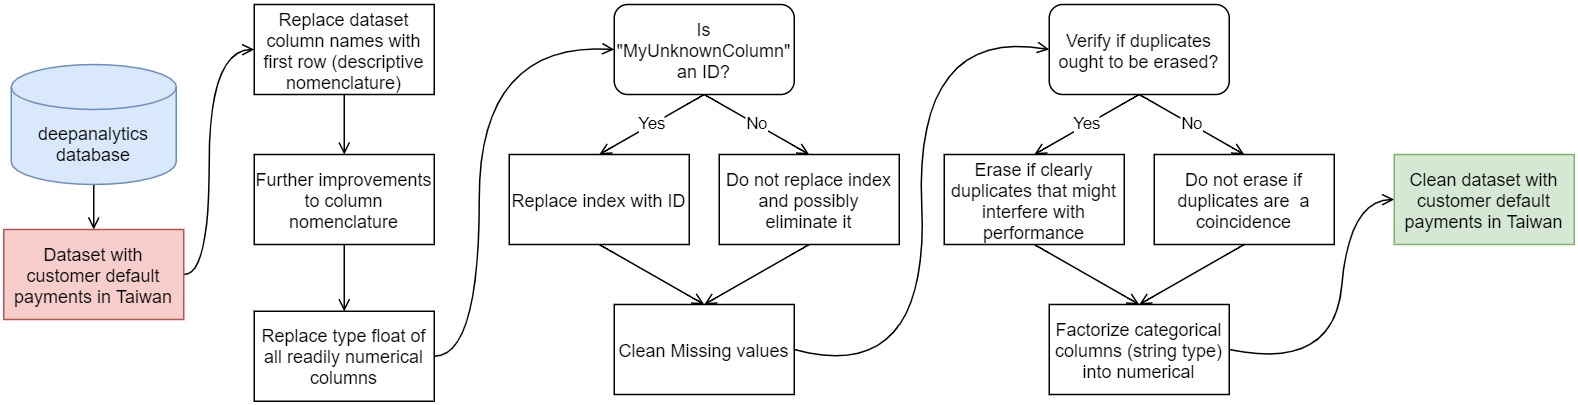 deepanalytics
database
Dataset with
customer default
payments in Taiwan
Replace dataset
column names with
first row (descriptive
nomenclature)
Further improvements
to column
nomenclature
Replace type float of
all readily numerical
columns
Is
"MyUnknownColumn"
an ID?
Yes
No
Replace index with ID
Do not replace index
and possibly
eliminate it
Clean Missing values
Verify if duplicates
ought to be erased?
Yes
No
Erase if clearly
duplicates that might
interfere with
performance
Do not erase if
duplicates are  a
coincidence
Factorize categorical
columns (string type)
into numerical
Clean dataset with
customer default
payments in Taiwan